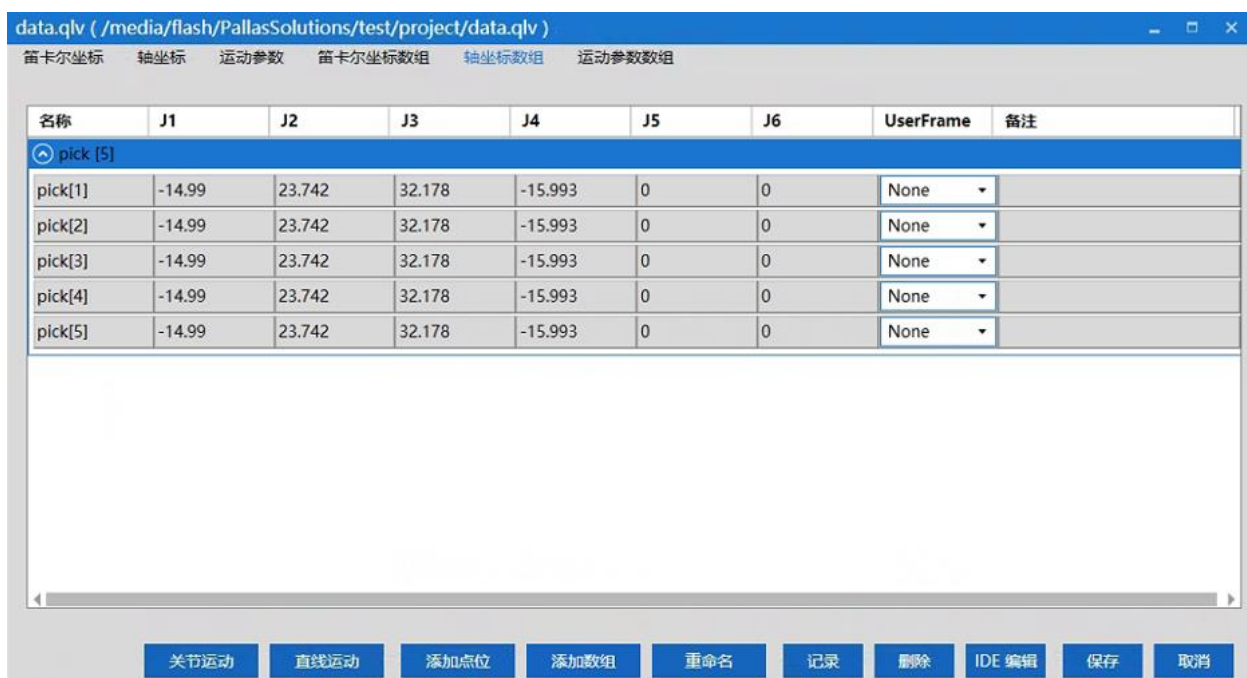 data.qlv ( /media/flash/PallasSolutions/test/project/data.qlv )
笛卡尔坐标 轴坐标 运动参数 笛卡尔坐标数组 轴坐标数组 运动参数数组
名称 J1 J2 J3 J4 J5 J6 UserFrame 备注
pick [5]
pick[1] -14.99 23.742 32.178 -15.993 0 0 None
pick[2] -14.99 23.742 32.178 -15.993 0 0 None
pick[3] -14.99 23.742 32.178 -15.993 0 0 None
pick[4] -14.99 23.742 32.178 -15.993 0 0 None
pick[5] -14.99 23.742 32.178 -15.993 0 0 None
关节运动 直线运动 添加点位 添加数组 重命名 记录 删除 IDE 编辑 保存 取消